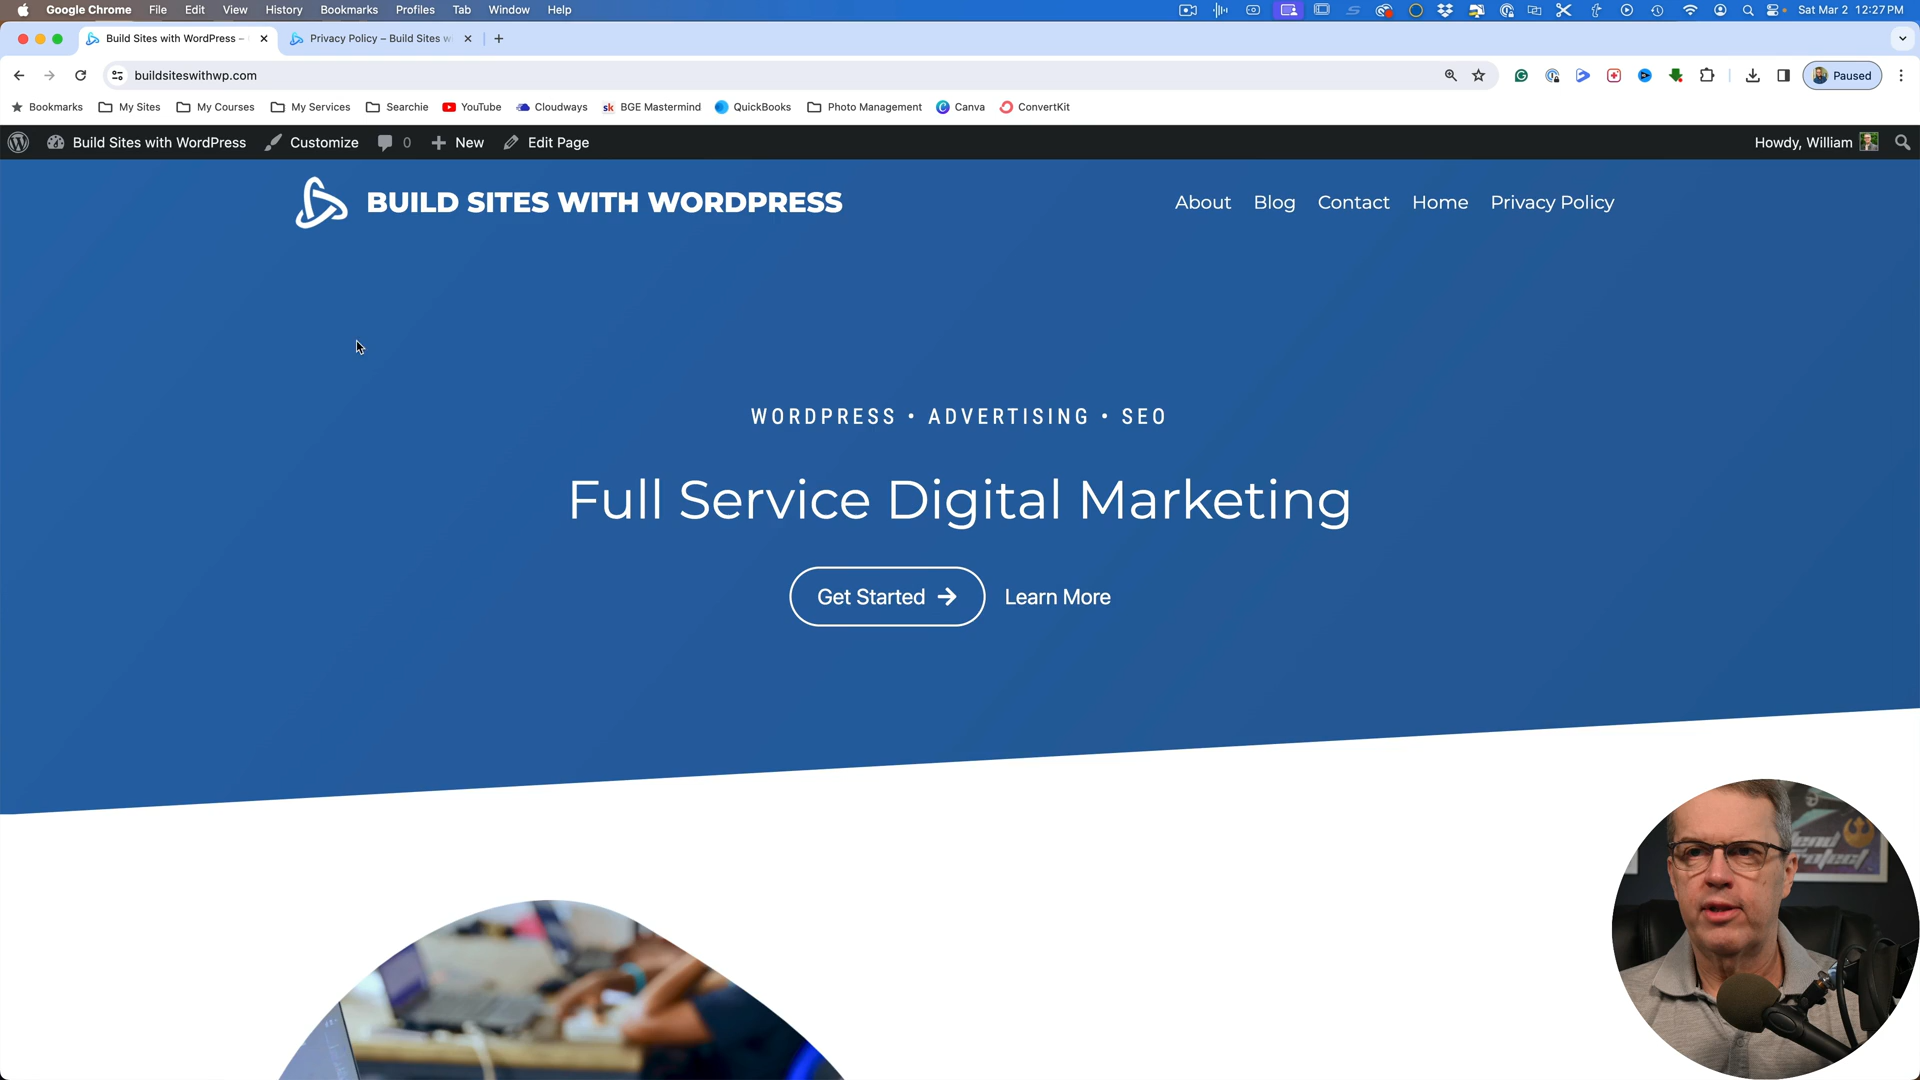 Google Chrome File Edit View History Bookmarks Profiles Tab Window Help Sat Mar 2 12:27 PM
Build Sites with WordPress – Privacy Policy – Build Sites w
buildsiteswithwp.com Paused
Bookmarks My Sites My Courses My Services Searchie YouTube Cloudways sk BGE Mastermind QuickBooks Photo Management Canva ConvertKit
Build Sites with WordPress Customize 0 New Edit Page Howdy, William
BUILD SITES WITH WORDPRESS About Blog Contact Home Privacy Policy
WORDPRESS • ADVERTISING • SEO
Full Service Digital Marketing
Get Started → Learn More